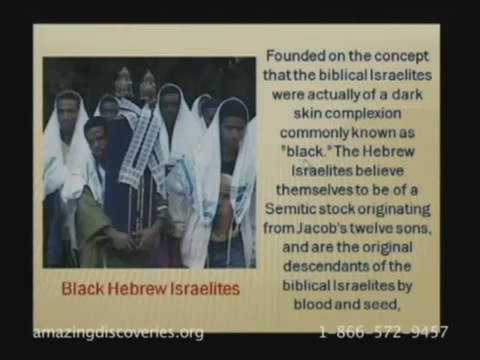 Founded on the concept
that the biblical Israelites
were actually of a dark
skin complexion
commonly known as
"black." The Hebrew
Israelites believe
themselves to be of a
Semitic stock originating
from Jacob's twelve sons,
and are the original
descendants of the
biblical Israelites by
blood and seed,
Black Hebrew Israelites
amazingdiscoveries.org
1-866-572-9457